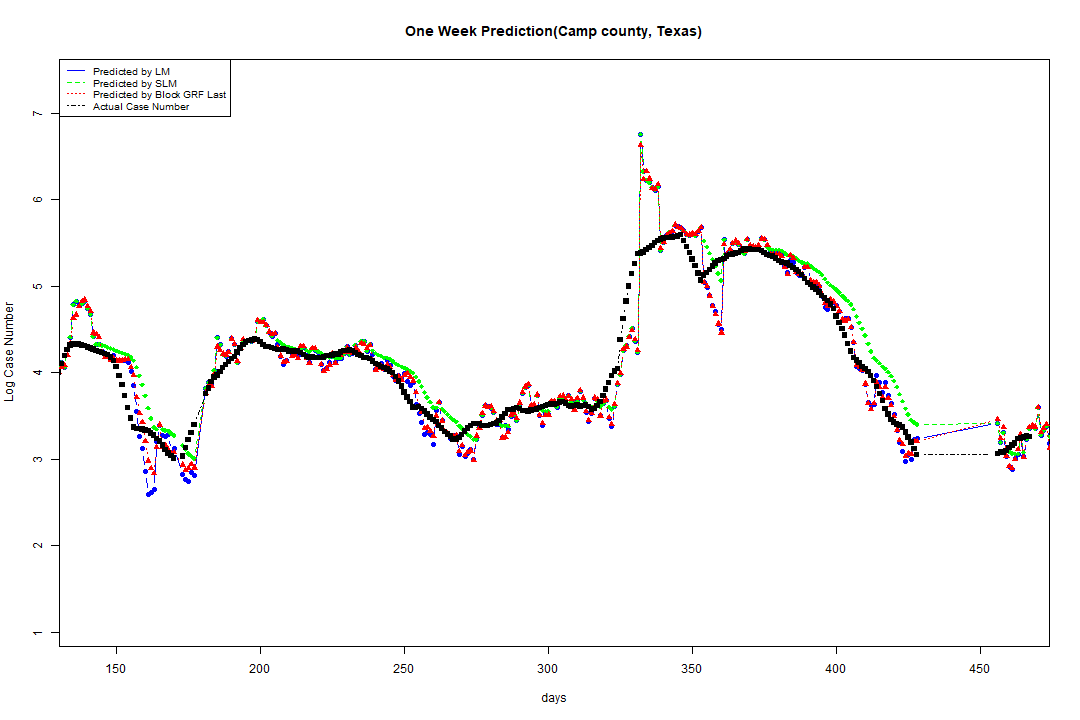 One Week Prediction(Camp county, Texas)
Predicted by LM
Predicted by SLM
Predicted by Block GRF Last
Actual Case Number
7
6
5
4
3
2
1
Log Case Number
150 200 250 300 350 400 450
days